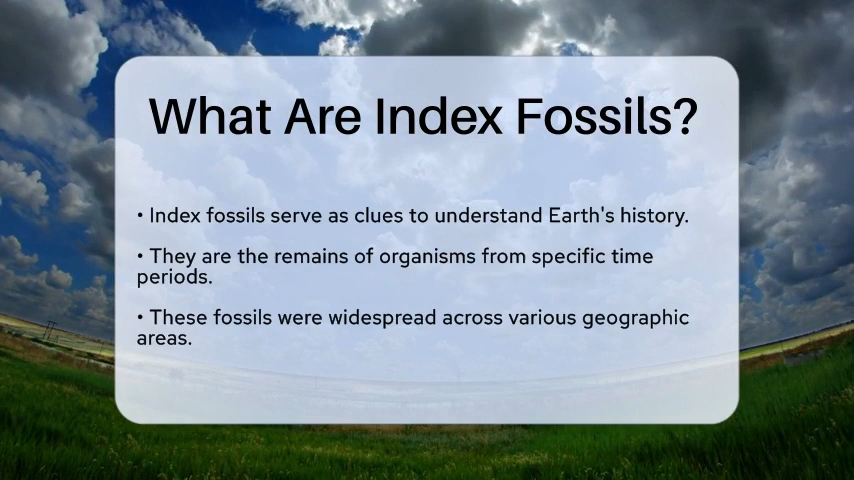 What Are Index Fossils?
• Index fossils serve as clues to understand Earth's history.
• They are the remains of organisms from specific time
periods.
• These fossils were widespread across various geographic
areas.